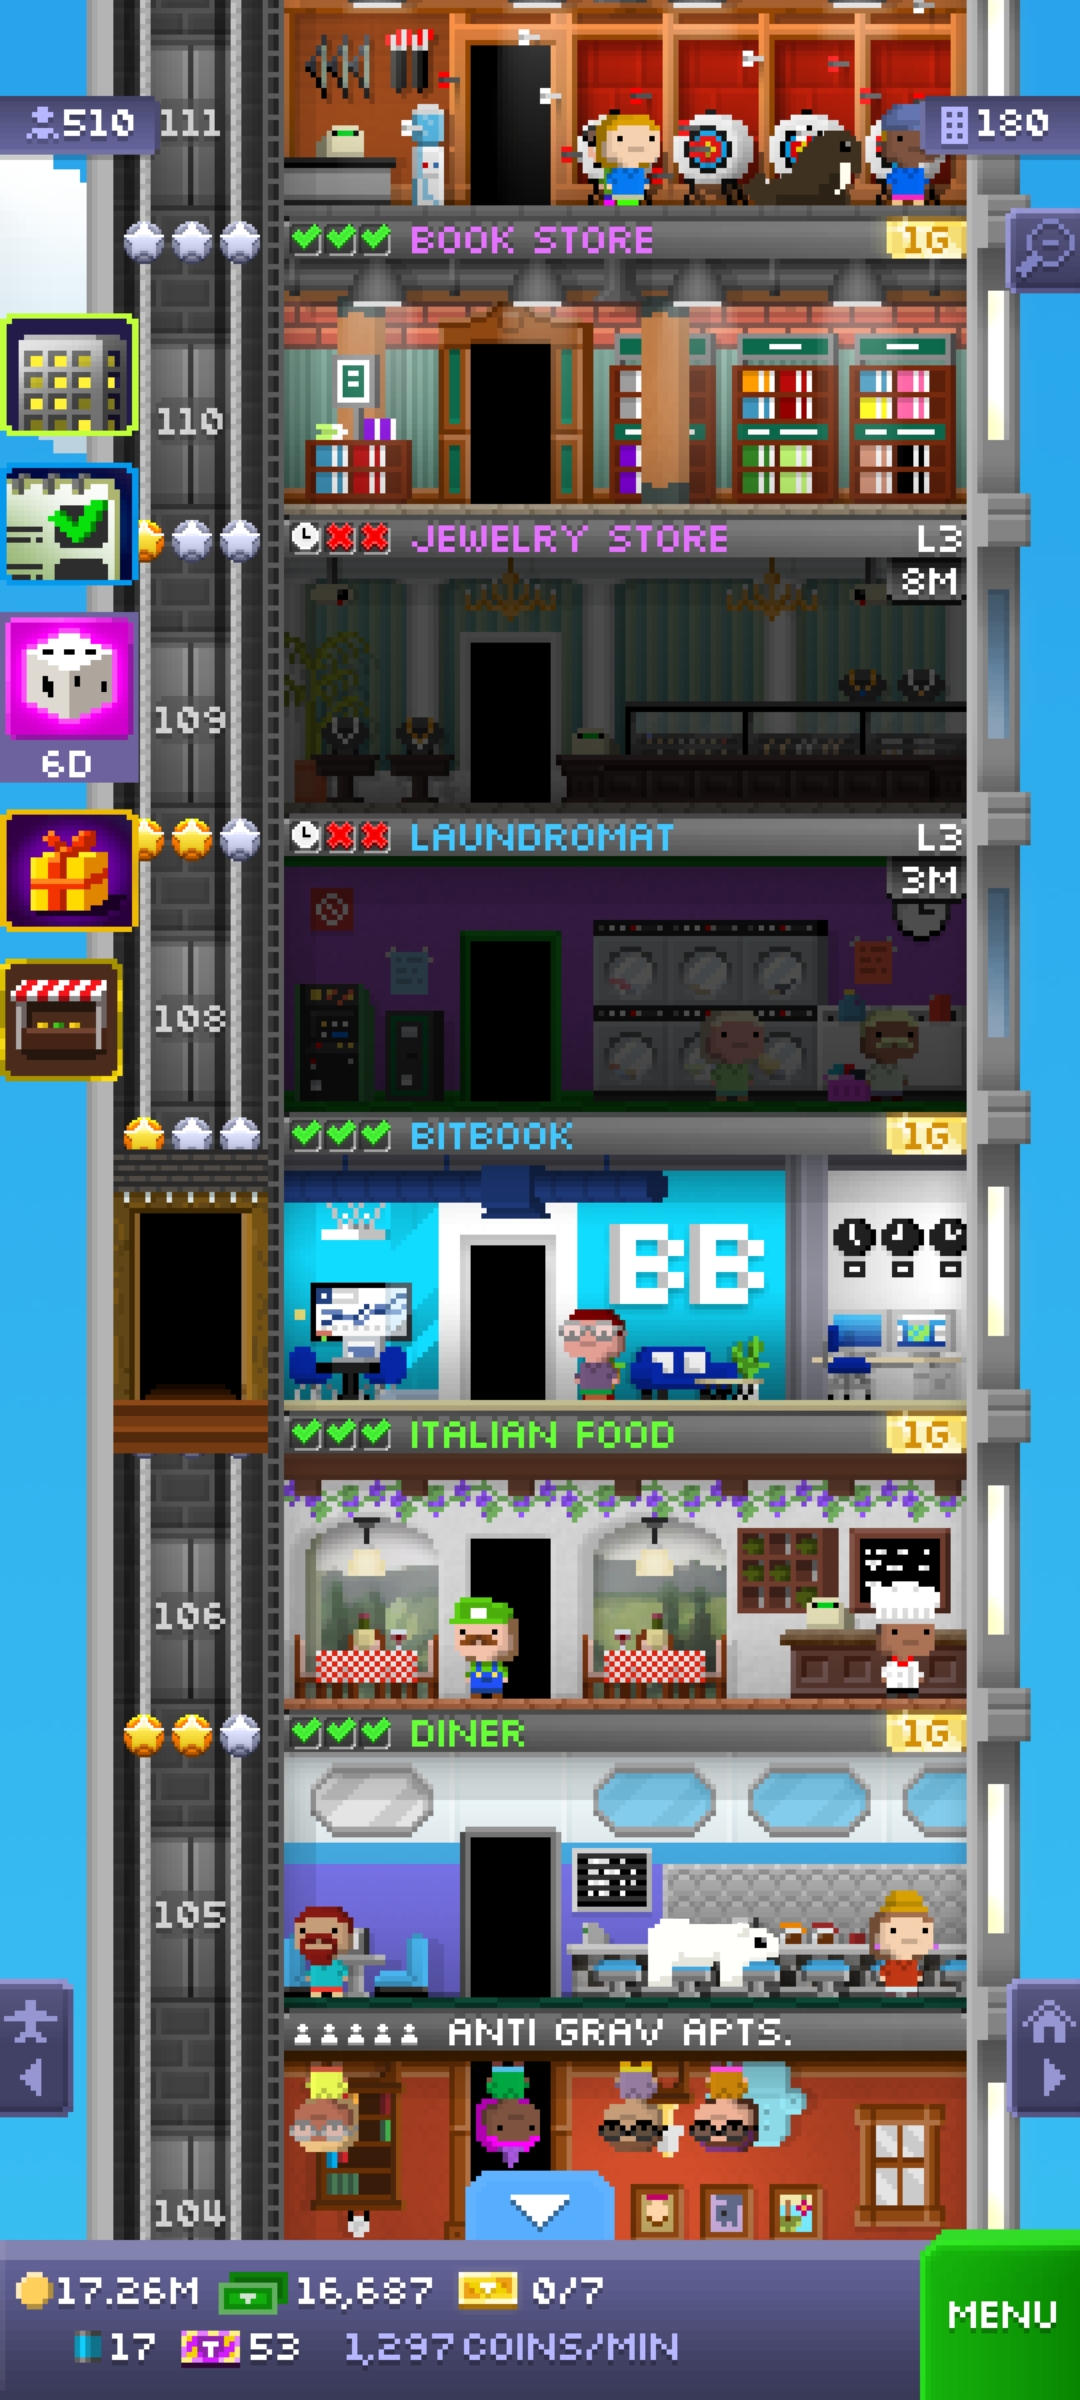 510
111
180
BOOK STORE
1G
110
JEWELRY STORE
L3
8M
109
6D
LAUNDROMAT
L3
3M
108
BITBOOK
1G
BB
ITALIAN FOOD
1G
106
DINER
1G
105
ANTI GRAV APTS.
104
17.26M
16,687
0/7
MENU
17
53
1,297 COINS/MIN